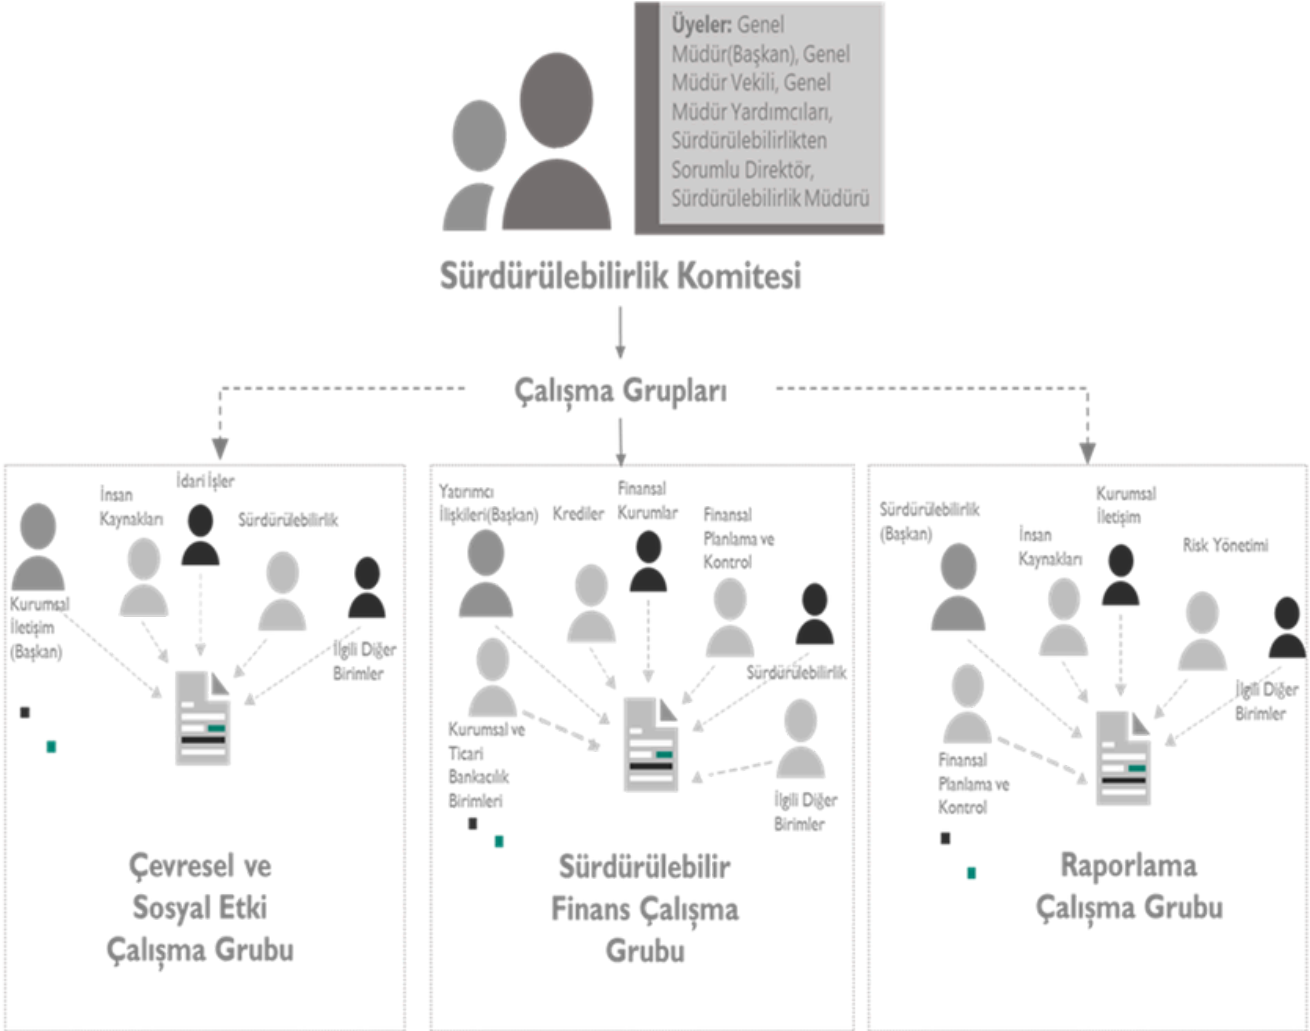 Üyeler: Genel
Müdür(Başkan), Genel
Müdür Vekili, Genel
Müdür Yardımcıları,
Sürdürülebilirlikten
Sorumlu Direktör,
Sürdürülebilirlik Müdürü
Sürdürülebilirlik Komitesi
Çalışma Grupları
İdari İşler
İnsan
Kaynakları
Sürdürülebilirlik
Kurumsal
İletişim
(Başkan)
İlgili Diğer
Birimler
Çevresel ve
Sosyal Etki
Çalışma Grubu
Yatırımcı
İlişkileri(Başkan)
Krediler
Finansal
Kurumlar
Finansal
Planlama ve
Kontrol
Sürdürülebilirlik
Kurumsal ve
Ticari
Bankacılık
Birimleri
İlgili Diğer
Birimler
Sürdürülebilir
Finans Çalışma
Grubu
Sürdürülebilirlik
(Başkan)
İnsan
Kaynakları
Kurumsal
İletişim
Risk Yönetimi
İlgili Diğer
Birimler
Finansal
Planlama ve
Kontrol
Raporlama
Çalışma Grubu